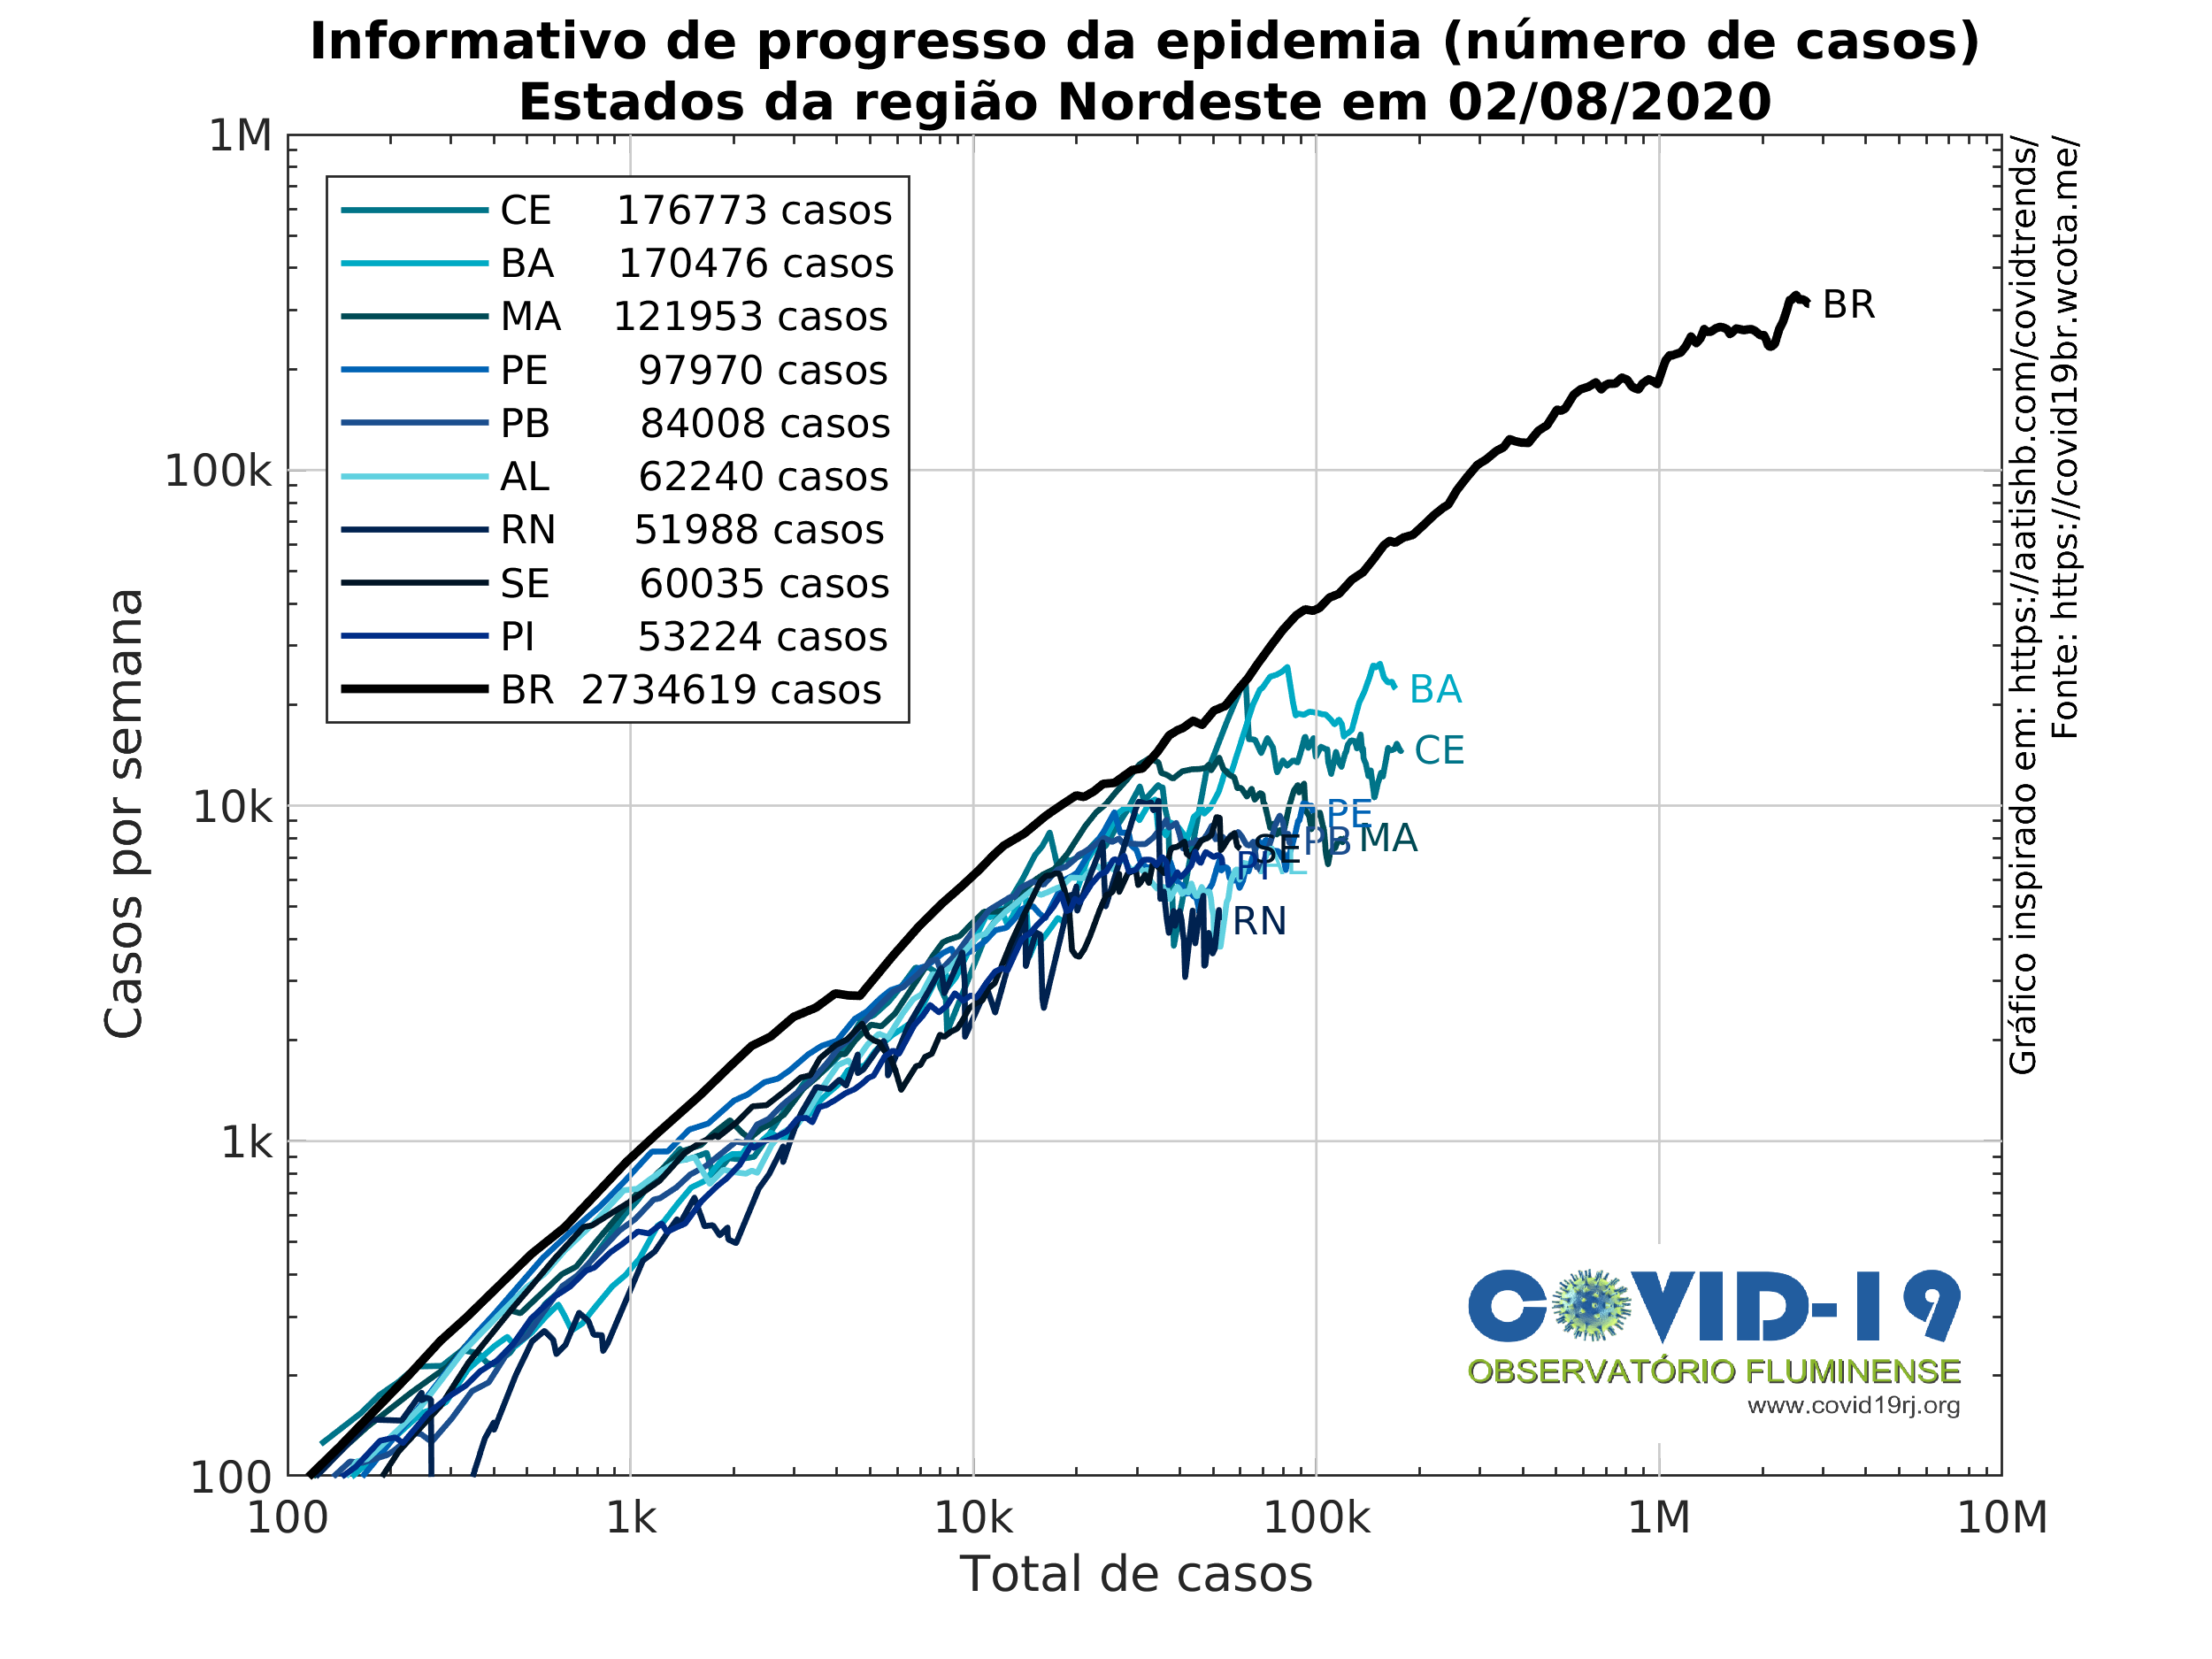 Informativo de progresso da epidemia (número de casos)
Estados da região Nordeste em 02/08/2020
1M
100k
10k
1k
100
Casos por semana
CE 176773 casos
BA 170476 casos
MA 121953 casos
PE 97970 casos
PB 84008 casos
AL 62240 casos
RN 51988 casos
SE 60035 casos
PI 53224 casos
BR 2734619 casos
BR
BA
CE
PE
MA
PB
SE
AL
PI
RN
COVID-19
OBSERVATÓRIO FLUMINENSE
www.covid19rj.org
100
1k
10k
100k
1M
10M
Total de casos
Gráfico inspirado em: https://aatishb.com/covidtrends/
Fonte: https://covid19br.wcota.me/